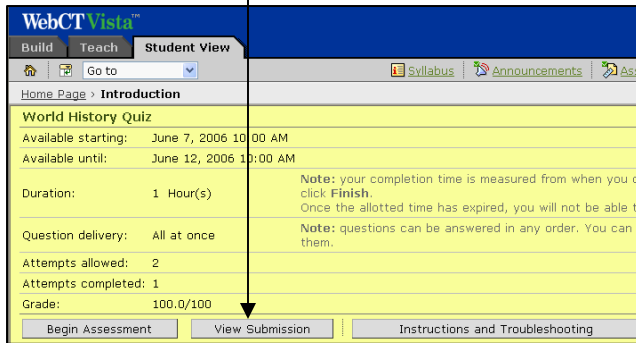 WebCT Vista™
Build Teach Student View
Go to Syllabus Announcements Ass
Home Page > Introduction
World History Quiz
Available starting: June 7, 2006 10:00 AM
Available until: June 12, 2006 10:00 AM
Duration: 1 Hour(s) Note: your completion time is measured from when you c
click Finish.
Once the allotted time has expired, you will not be able t
Question delivery: All at once Note: questions can be answered in any order. You can
them.
Attempts allowed: 2
Attempts completed: 1
Grade: 100.0/100
Begin Assessment View Submission Instructions and Troubleshooting